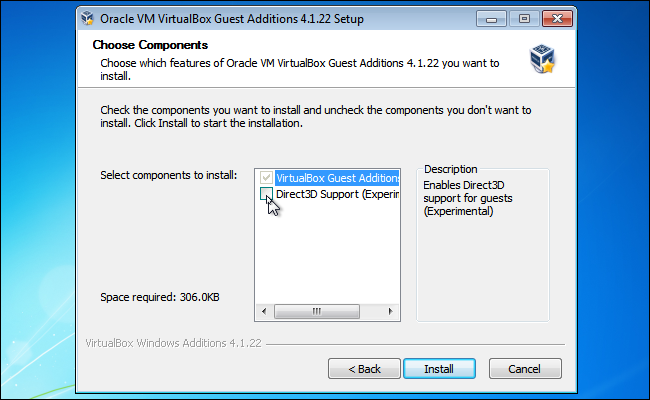 Oracle VM VirtualBox Guest Additions 4.1.22 Setup
Choose Components
Choose which features of Oracle VM VirtualBox Guest Additions 4.1.22 you want to
install.
Check the components you want to install and uncheck the components you don't want to
install. Click Install to start the installation.
Select components to install:
VirtualBox Guest Additions
Direct3D Support (Experir
Description
Enables Direct3D
support for guests
(Experimental)
Space required: 306.0KB
VirtualBox Windows Additions 4.1.22
< Back
Install
Cancel